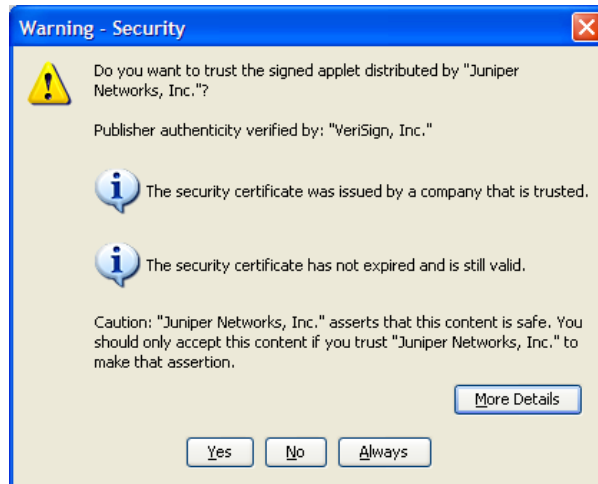 Warning - Security
Do you want to trust the signed applet distributed by "Juniper
Networks, Inc."?
Publisher authenticity verified by: "VeriSign, Inc."
The security certificate was issued by a company that is trusted.
The security certificate has not expired and is still valid.
Caution: "Juniper Networks, Inc." asserts that this content is safe. You
should only accept this content if you trust "Juniper Networks, Inc." to
make that assertion.
More Details
Yes No Always